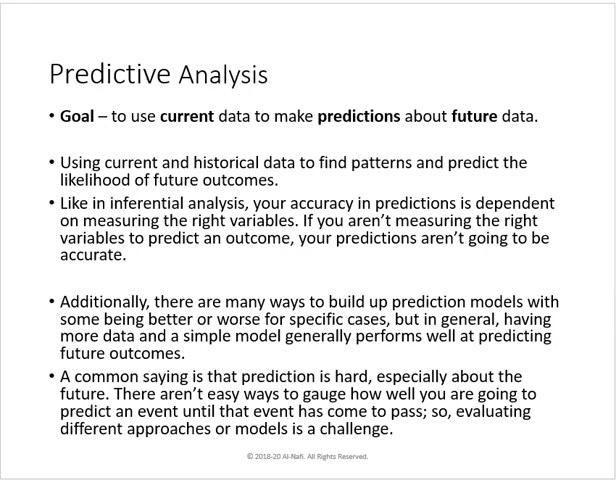 Predictive Analysis
• Goal – to use current data to make predictions about future data.
• Using current and historical data to find patterns and predict the
likelihood of future outcomes.
• Like in inferential analysis, your accuracy in predictions is dependent
on measuring the right variables. If you aren’t measuring the right
variables to predict an outcome, your predictions aren’t going to be
accurate.
• Additionally, there are many ways to build up prediction models with
some being better or worse for specific cases, but in general, having
more data and a simple model generally performs well at predicting
future outcomes.
• A common saying is that prediction is hard, especially about the
future. There aren’t easy ways to gauge how well you are going to
predict an event until that event has come to pass; so, evaluating
different approaches or models is a challenge.
© 2018-20 Al-Nafi. All Rights Reserved.